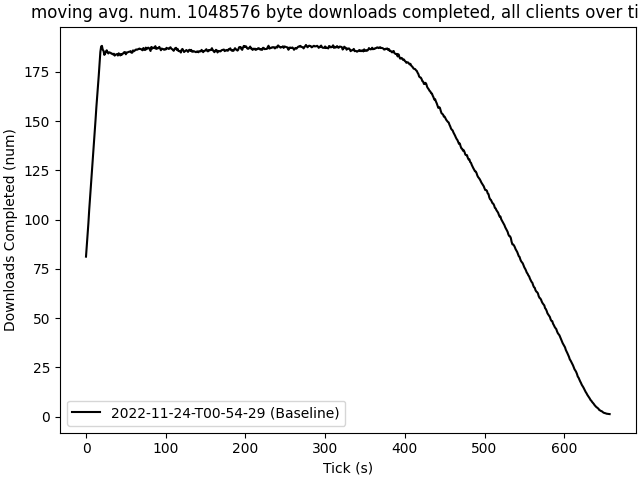 moving avg. num. 1048576 byte downloads completed, all clients over ti
Downloads Completed (num)
175
150
125
100
75
50
25
0
2022-11-24-T00-54-29 (Baseline)
0 100 200 300 400 500 600
Tick (s)